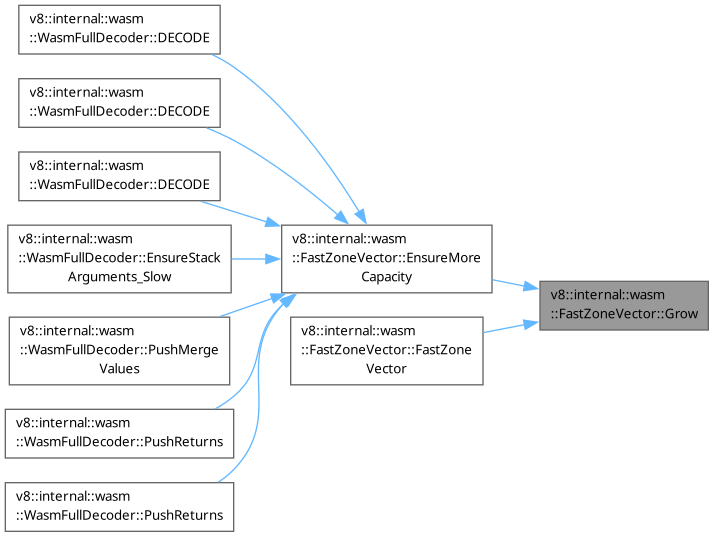 v8::internal::wasm
::WasmFullDecoder::DECODE
v8::internal::wasm
::WasmFullDecoder::DECODE
v8::internal::wasm
::WasmFullDecoder::DECODE
v8::internal::wasm
::WasmFullDecoder::EnsureStack
Arguments_Slow
v8::internal::wasm
::WasmFullDecoder::PushMerge
Values
v8::internal::wasm
::WasmFullDecoder::PushReturns
v8::internal::wasm
::WasmFullDecoder::PushReturns
v8::internal::wasm
::FastZoneVector::EnsureMore
Capacity
v8::internal::wasm
::FastZoneVector::FastZone
Vector
v8::internal::wasm
::FastZoneVector::Grow